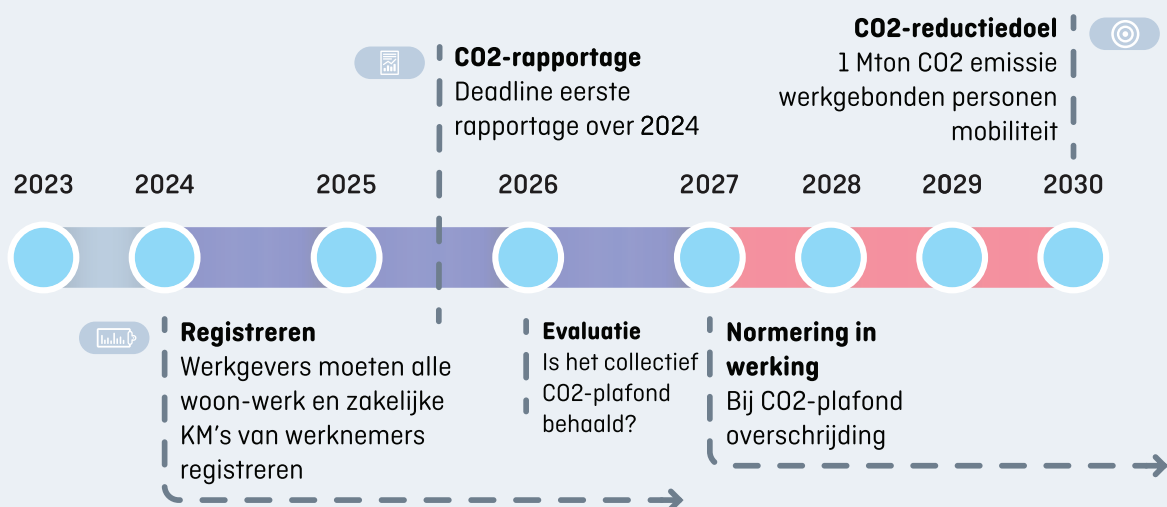 CO2-rapportage
Deadline eerste
rapportage over 2024
CO2-reductiedoel
1 Mton CO2 emissie
werkgebonden personen
mobiliteit
2023 2024 2025 2026 2027 2028 2029 2030
Registreren
Werkgevers moeten alle
woon-werk en zakelijke
KM's van werknemers
registreren
Evaluatie
Is het collectief
CO2-plafond
behaald?
Normering in
werking
Bij CO2-plafond
overschrijding